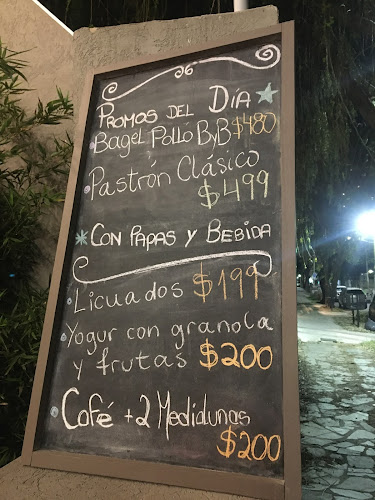 Promos del Dia
Bagel Pollo ByB $480
Pastrón Clásico
$499
*Con Papas y Bebida
Licuados $199
Yogur con granola
y frutas $200
Café +2 Medialunas
$200